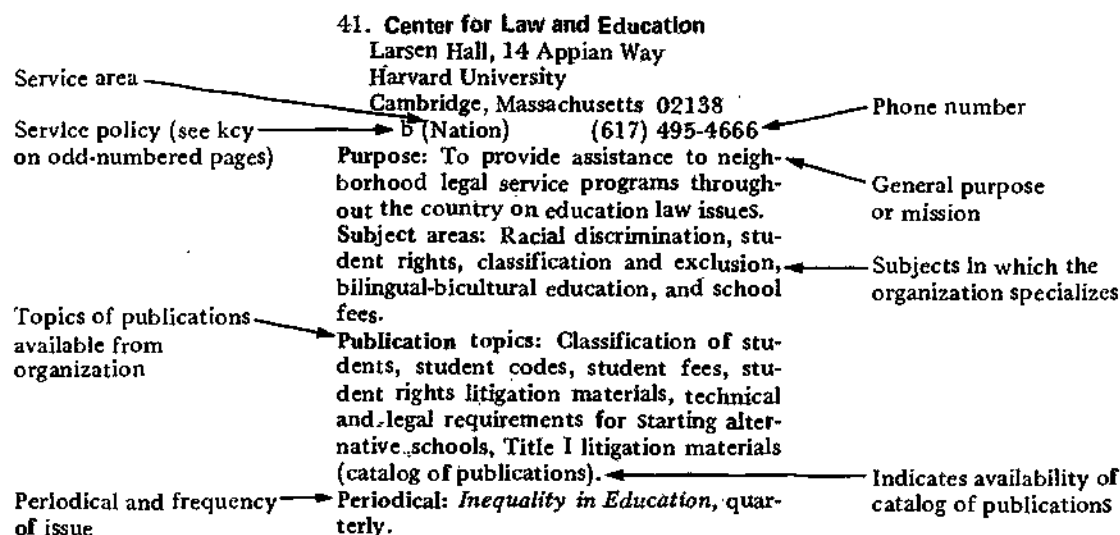 41. Center for Law and Education
Larsen Hall, 14 Appian Way
Harvard University
Cambridge, Massachusetts 02138
b (Nation) (617) 495-4666
Purpose: To provide assistance to neigh-
borhood legal service programs through-
out the country on education law issues.
Subject areas: Racial discrimination, stu-
dent rights, classification and exclusion,
bilingual-bicultural education, and school
fees.
Publication topics: Classification of stu-
dents, student codes, student fees, stu-
dent rights litigation materials, technical
and legal requirements for starting alter-
native schools, Title I litigation materials
(catalog of publications).
Periodical: Inequality in Education, quar-
terly.
Service area
Service policy (see key
on odd-numbered pages)
Topics of publications
available from
organization
Periodical and frequency
of issue
Phone number
General purpose
or mission
Subjects in which the
organization specializes
Indicates availability of
catalog of publications